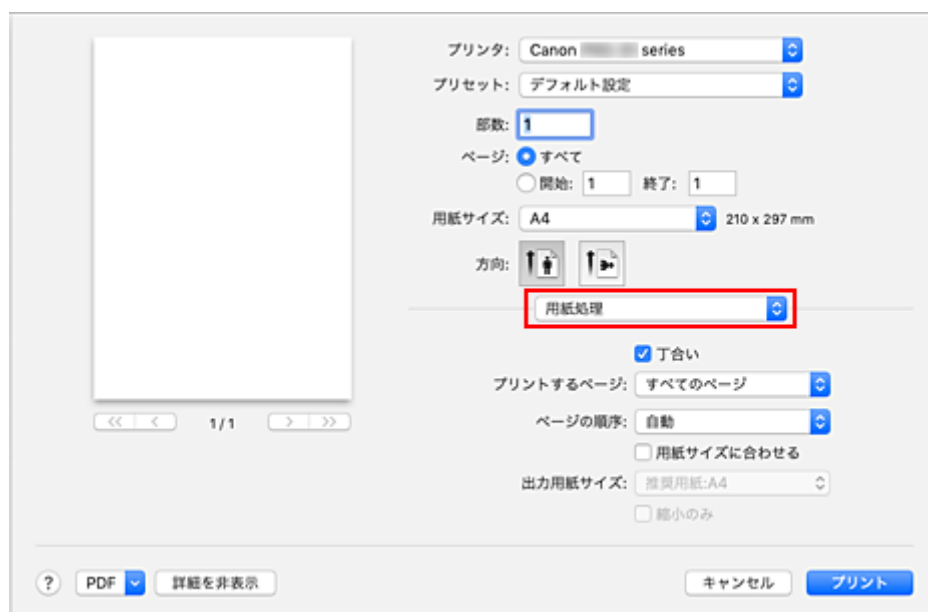 プリンタ: Canon series
プリセット: デフォルト設定
部数: 1
ページ: すべて
開始: 1 終了: 1
用紙サイズ: A4 210 x 297 mm
方向:
用紙処理
丁合い
プリントするページ: すべてのページ
<< < 1/1 > >>
ページの順序: 自動
用紙サイズに合わせる
出力用紙サイズ: 推奨用紙:A4
縮小のみ
? PDF 詳細を非表示 キャンセル プリント